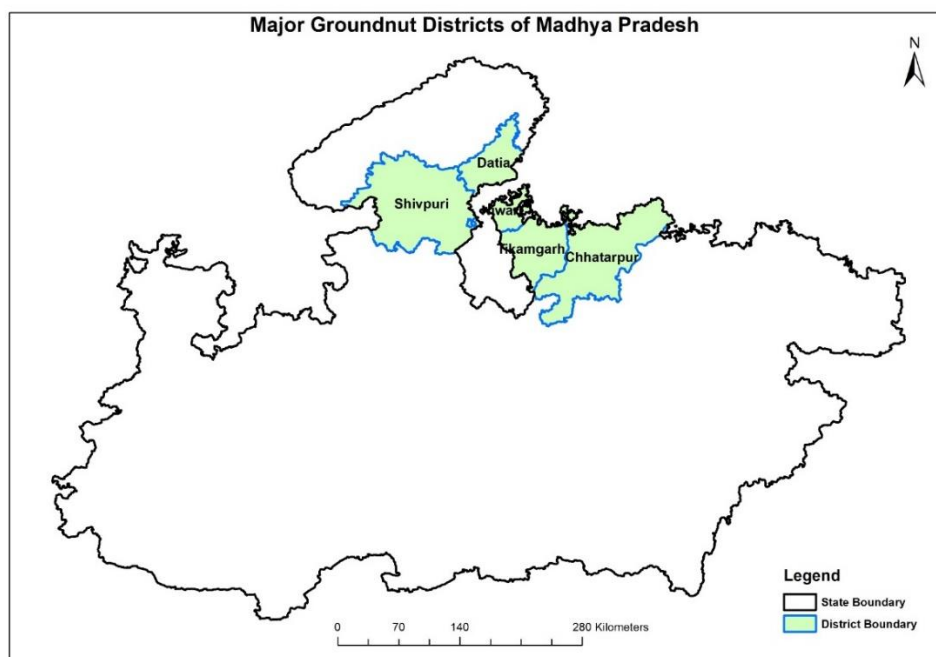 Major Groundnut Districts of Madhya Pradesh
N
Datia
Shivpuri
Tikamgarh
Chhatarpur
Legend
State Boundary
District Boundary
0 70 140 280 Kilometers